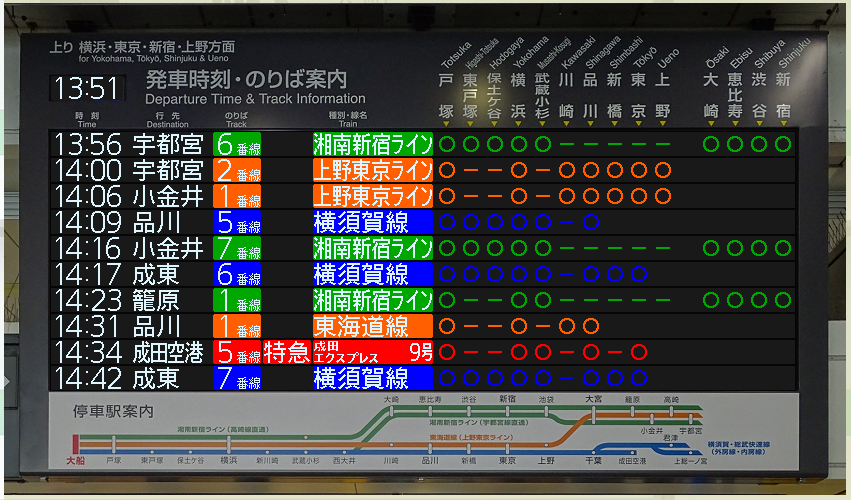 上り 横浜・東京・新宿・上野方面
for Yokohama, Tokyō, Shinjuku & Ueno
13:51 発車時刻・のりば案内
Departure Time & Track Information
Totsuka Higashi-Totsuka Hodogaya Yokohama Musashi-Kosugi Kawasaki Shinagawa Shimbashi Tokyō Ueno Ōsaki Ebisu Shibuya Shinjuku
戸塚 東戸塚 保土ケ谷 横浜 武蔵小杉 川崎 品川 新橋 東京 上野 大崎 恵比寿 渋谷 新宿
時刻 行先 のりば 種別・線名
Time Destination Track Train
13:56 宇都宮 6番線 湘南新宿ライン ○○○○○－－－－－ ○○○○
14:00 宇都宮 2番線 上野東京ライン ○－－○－○○○○○
14:06 小金井 1番線 上野東京ライン ○－－○－○○○○○
14:09 品川 5番線 横須賀線 ○○○○○－○
14:16 小金井 7番線 湘南新宿ライン ○○○○○－－－－－ ○○○○
14:17 成東 6番線 横須賀線 ○○○○○－○○○
14:23 籠原 1番線 湘南新宿ライン ○－－○○－－－－－ ○○○○
14:31 品川 1番線 東海道線 ○－－○－○○
14:34 成田空港 5番線 特急 成田エクスプレス 9号 ○－－○○－○－○
14:42 成東 7番線 横須賀線 ○○○○○－○○○
停車駅案内
大崎 恵比寿 渋谷 新宿 池袋 大宮 籠原 高崎
湘南新宿ライン（高崎線直通）
湘南新宿ライン（宇都宮線直通）
小金井 宇都宮
東海道線（上野東京ライン）
君津
横須賀・総武快速線
（外房線・内房線）
大船 戸塚 東戸塚 保土ケ谷 横浜 新川崎 武蔵小杉 西大井 川崎 品川 新橋 東京 上野 千葉 成田空港 上総一ノ宮